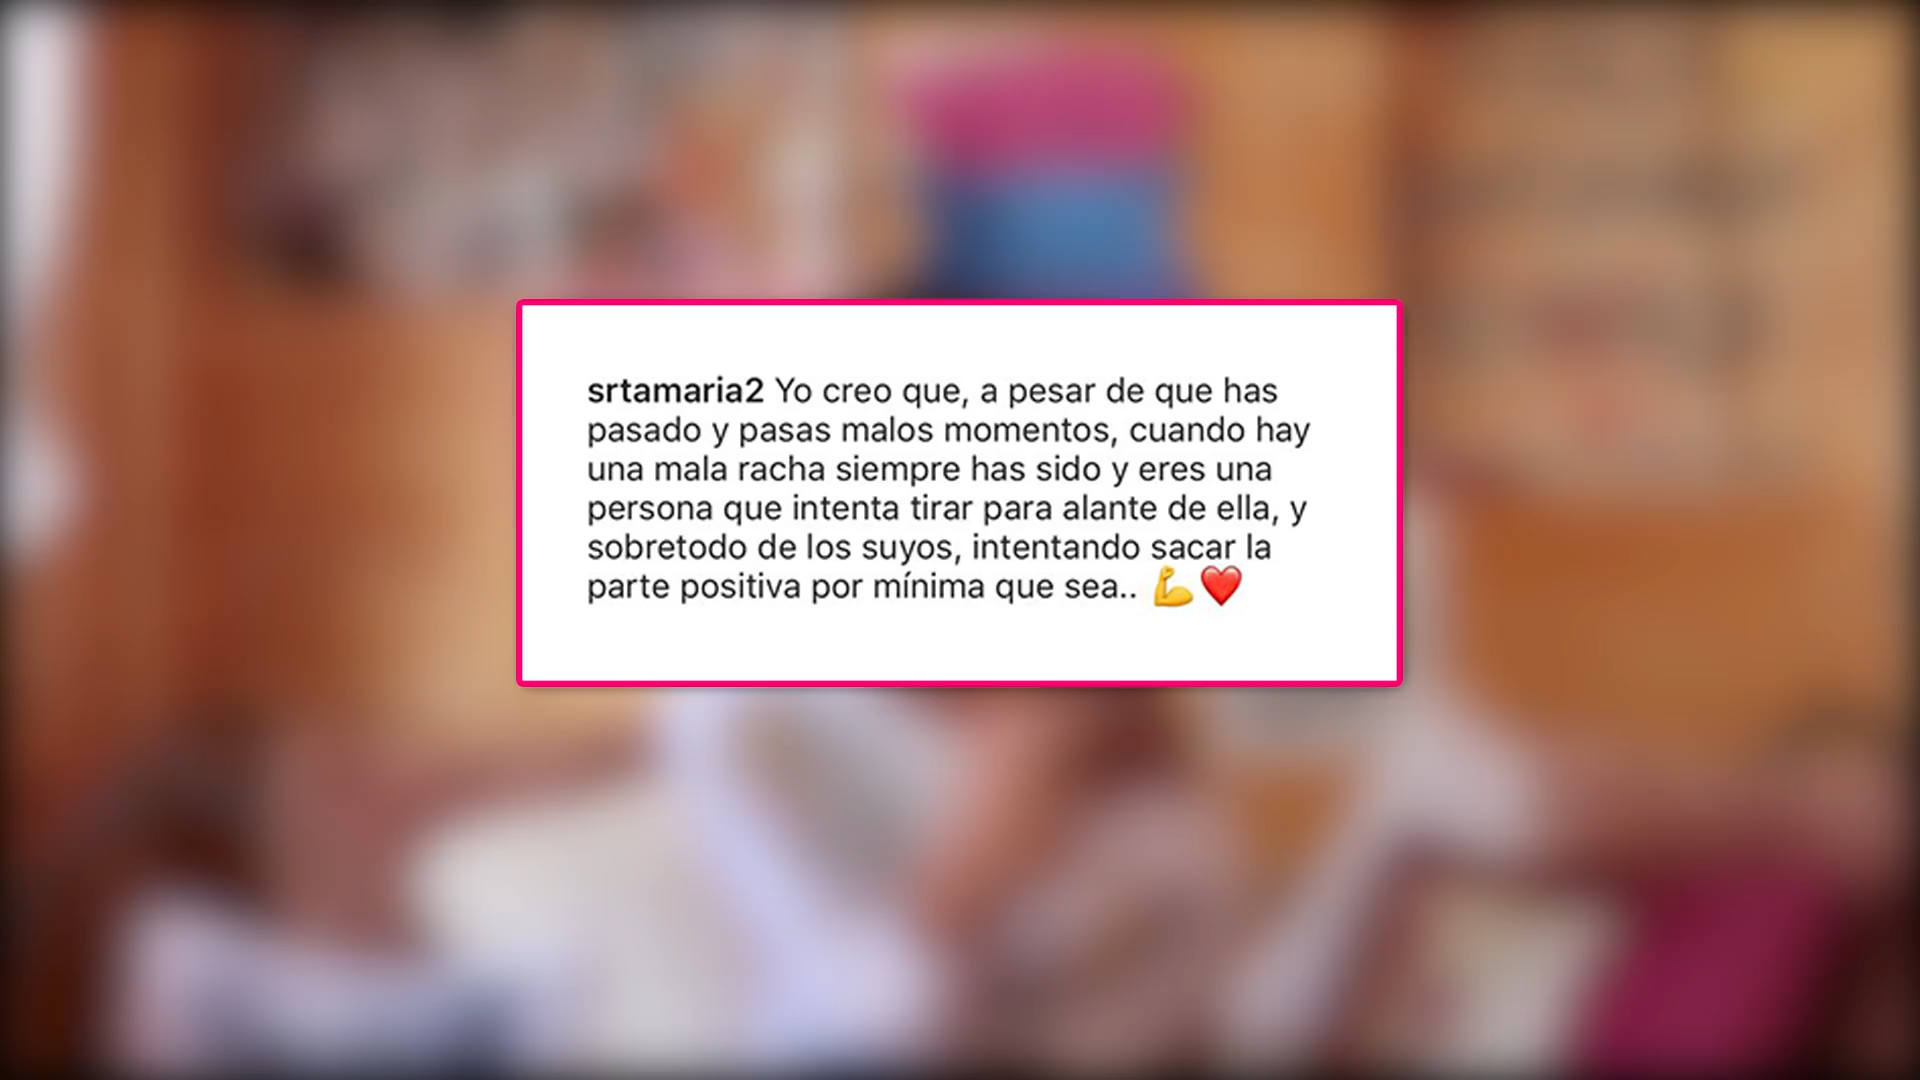 srtamaria2 Yo creo que, a pesar de que has
pasado y pasas malos momentos, cuando hay
una mala racha siempre has sido y eres una
persona que intenta tirar para alante de ella, y
sobretodo de los suyos, intentando sacar la
parte positiva por mínima que sea.. 💪❤️